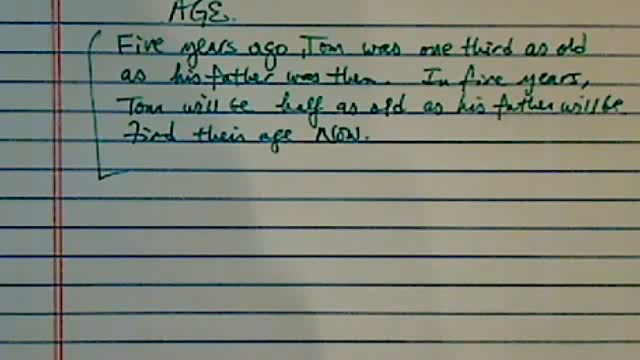 AGE.
Five years ago, Tom was one third as old
as his father was then. In five years,
Tom will be half as old as his father will be
Find their age NOW.